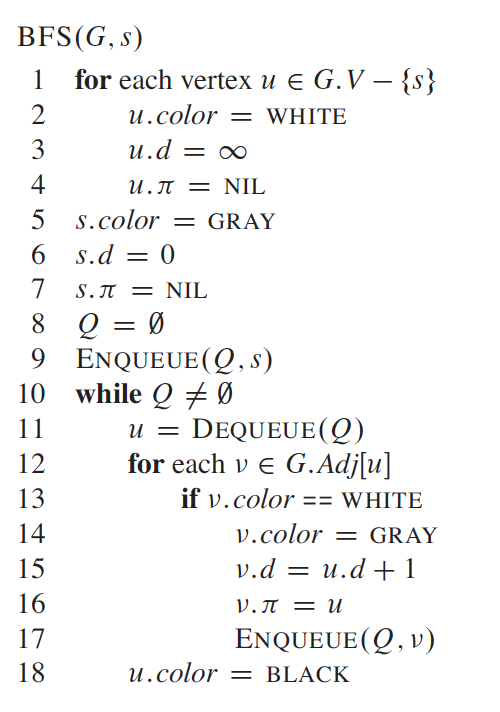 BFS(G, s)
1 for each vertex u ∈ G.V − {s}
2 u.color = WHITE
3 u.d = ∞
4 u.π = NIL
5 s.color = GRAY
6 s.d = 0
7 s.π = NIL
8 Q = Ø
9 ENQUEUE(Q, s)
10 while Q ≠ Ø
11 u = DEQUEUE(Q)
12 for each v ∈ G.Adj[u]
13 if v.color == WHITE
14 v.color = GRAY
15 v.d = u.d + 1
16 v.π = u
17 ENQUEUE(Q, v)
18 u.color = BLACK